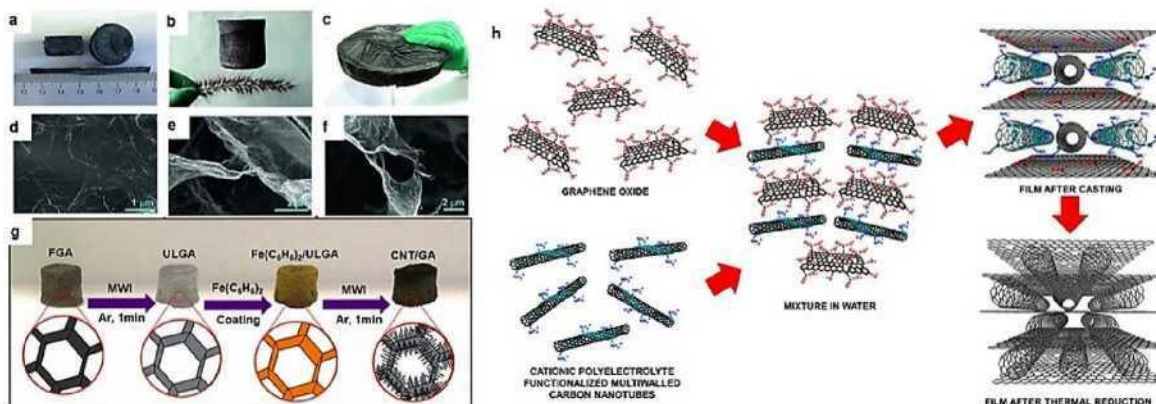 a
b
c
d
1 μm
e
f
2 μm
g
FGA
ULGA
Fe(C₅H₅)₂/ULGA
CNT/GA
MWI
Ar, 1min
Fe(C₅H₅)₂
Coating
MWI
Ar, 1min
h
GRAPHENE OXIDE
CATIONIC POLYELECTROLYTE
FUNCTIONALIZED MULTIWALLED
CARBON NANOTUBES
MIXTURE IN WATER
FILM AFTER CASTING
FILM AFTER THERMAL REDUCTION